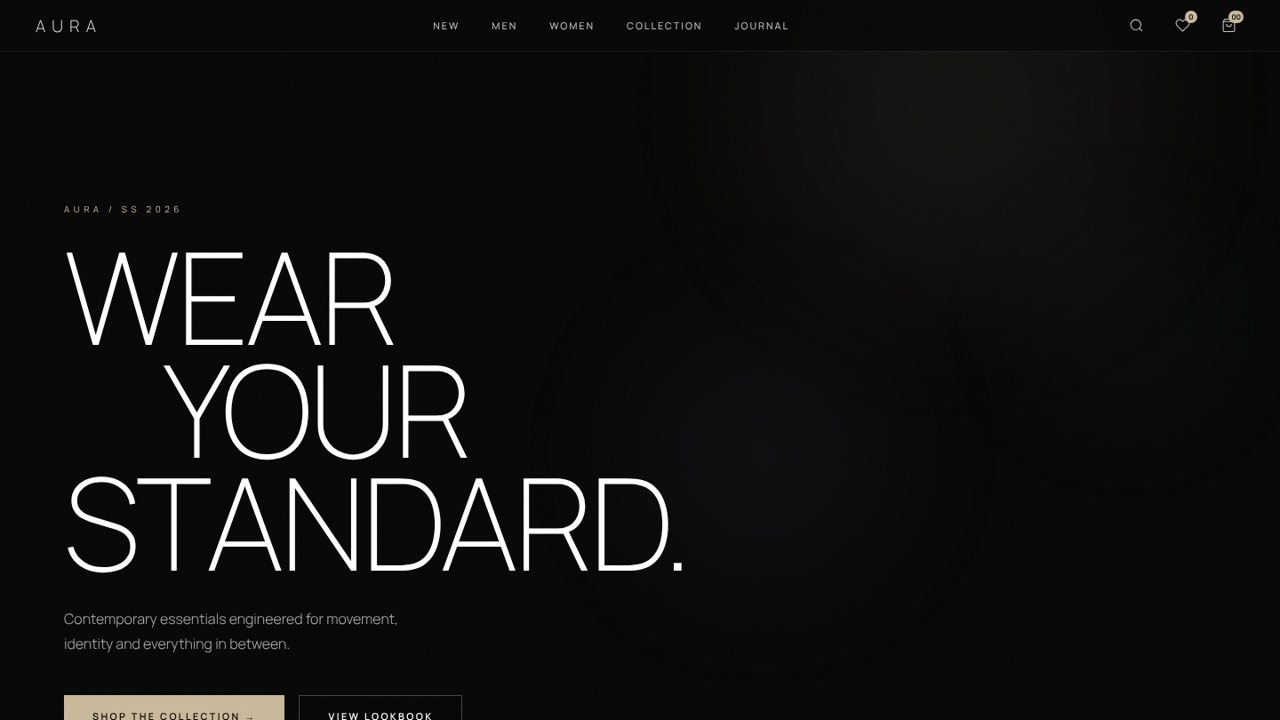 AURA
NEW MEN WOMEN COLLECTION JOURNAL
0 00
AURA / SS 2026
WEAR
YOUR
STANDARD.
Contemporary essentials engineered for movement,
identity and everything in between.
SHOP THE COLLECTION → VIEW LOOKBOOK